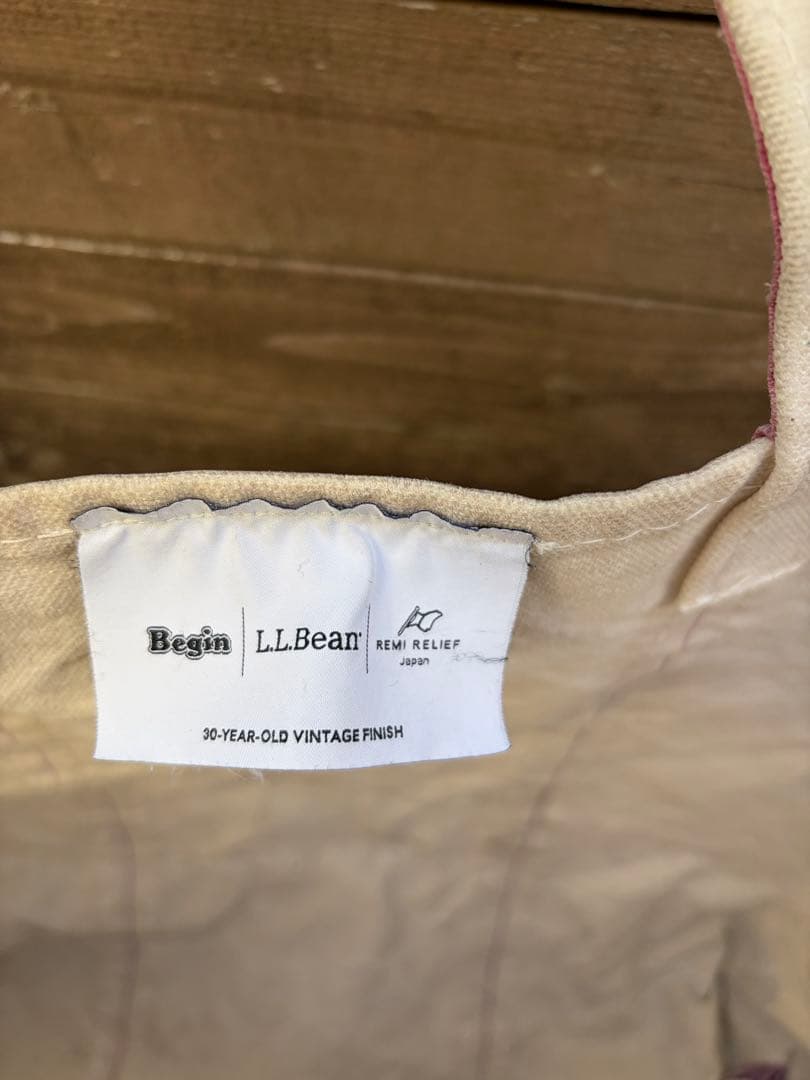 Begin L.L.Bean REMI RELIEF
Japan
30-YEAR-OLD VINTAGE FINISH